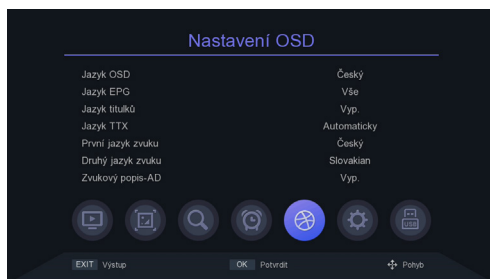 Nastavení OSD
Jazyk OSD Český
Jazyk EPG Vše
Jazyk titulků Vyp.
Jazyk TTX Automaticky
První jazyk zvuku Český
Druhý jazyk zvuku Slovakian
Zvukový popis-AD Vyp.
USB
EXIT Výstup OK Potvrdit Pohyb